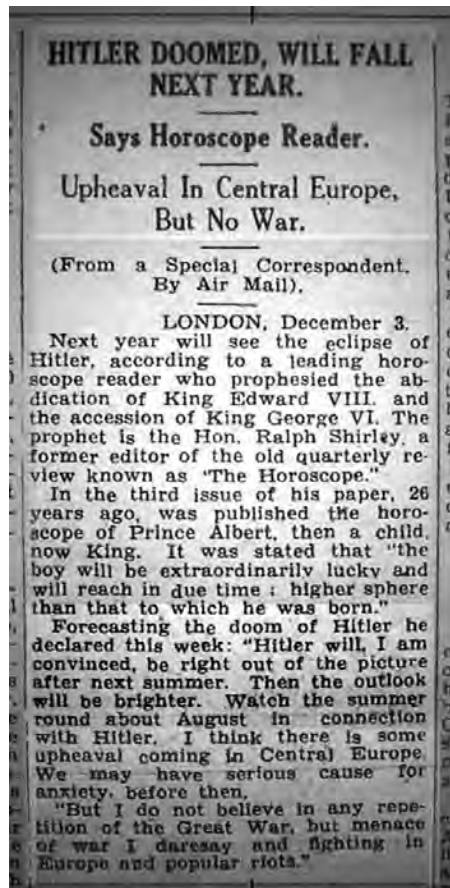 HITLER DOOMED, WILL FALL
NEXT YEAR.
Says Horoscope Reader.
Upheaval In Central Europe,
But No War.
(From a Special Correspondent.
By Air Mail).
LONDON, December 3.
Next year will see the eclipse of
Hitler, according to a leading horo-
scope reader who prophesied the ab-
dication of King Edward VIII. and
the accession of King George VI. The
prophet is the Hon. Ralph Shirley, a
former editor of the old quarterly re-
view known as 'The Horoscope."
In the third issue of his paper, 26
years ago, was published the horo-
scope of Prince Albert, then a child,
now King. It was stated that "the
boy will be extraordinarily lucky and
will reach in due time : higher sphere
than that to which he was born."
Forecasting the doom of Hitler he
declared this week: "Hitler will, I am
convinced, be right out of the picture
after next summer. Then the outlook
will be brighter. Watch the summer
round about August in connection
with Hitler. I think there is some
upheaval coming in Central Europe.
We may have serious cause for
anxiety, before then.
"But I do not believe in any repe-
tition of the Great War, but menace
of war I daresay and fighting in
Europe and popular riots."